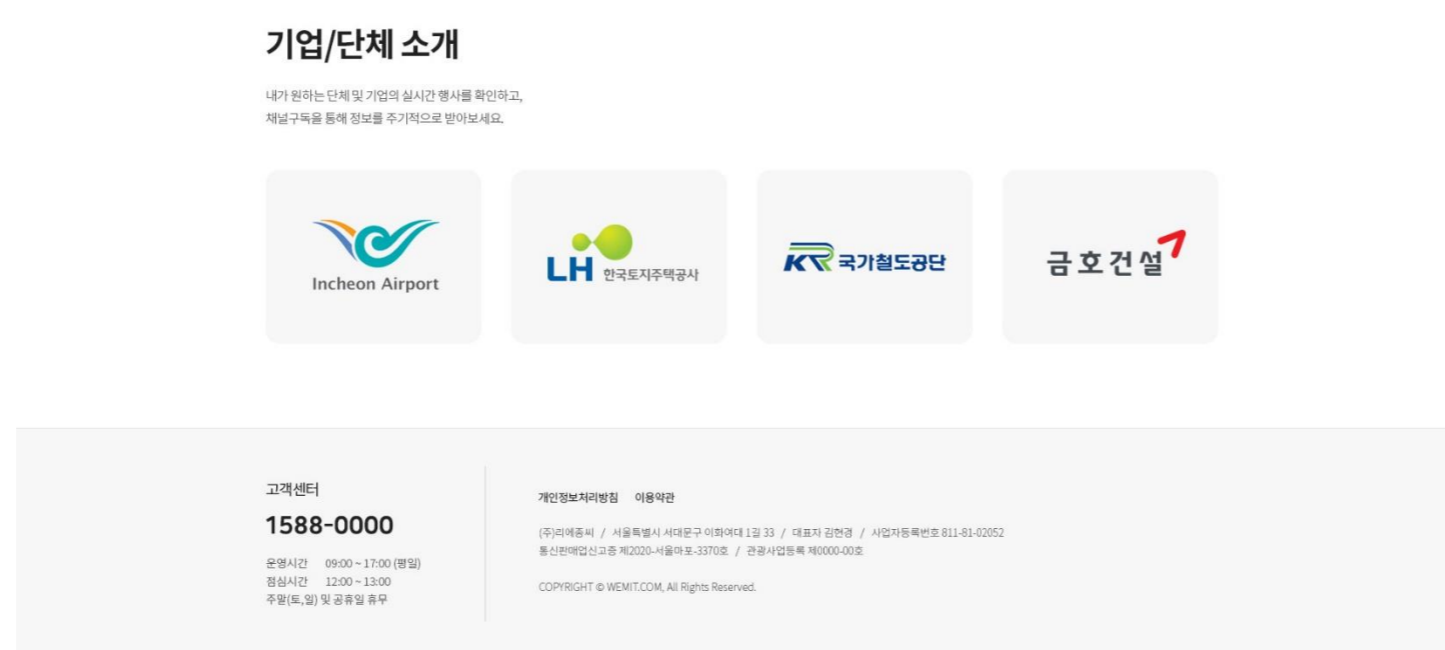 기업/단체 소개
내가 원하는 단체 및 기업의 실시간 행사를 확인하고,
채널구독을 통해 정보를 주기적으로 받아보세요.
Incheon Airport
LH 한국토지주택공사
KR 국가철도공단
금호건설
고객센터
1588-0000
운영시간 09:00 ~ 17:00 (평일)
점심시간 12:00 ~ 13:00
주말(토,일) 및 공휴일 휴무
개인정보처리방침 이용약관
(주)리에종씨 / 서울특별시 서대문구 이화여대 1길 33 / 대표자 김현경 / 사업자등록번호 811-81-02052
통신판매업신고증 제2020-서울마포-3370호 / 관광사업등록 제0000-00호
COPYRIGHT © WEMIT.COM, All Rights Reserved.